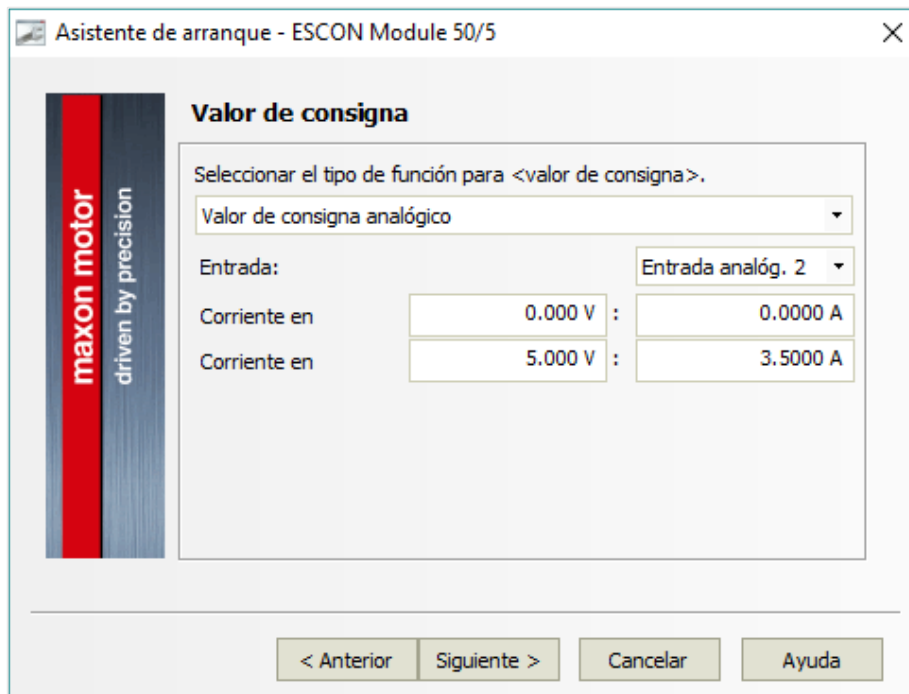 Asistente de arranque - ESCON Module 50/5
maxon motor
driven by precision
Valor de consigna
Seleccionar el tipo de función para <valor de consigna>.
Valor de consigna analógico
Entrada: Entrada analóg. 2
Corriente en 0.000 V : 0.0000 A
Corriente en 5.000 V : 3.5000 A
< Anterior Siguiente > Cancelar Ayuda